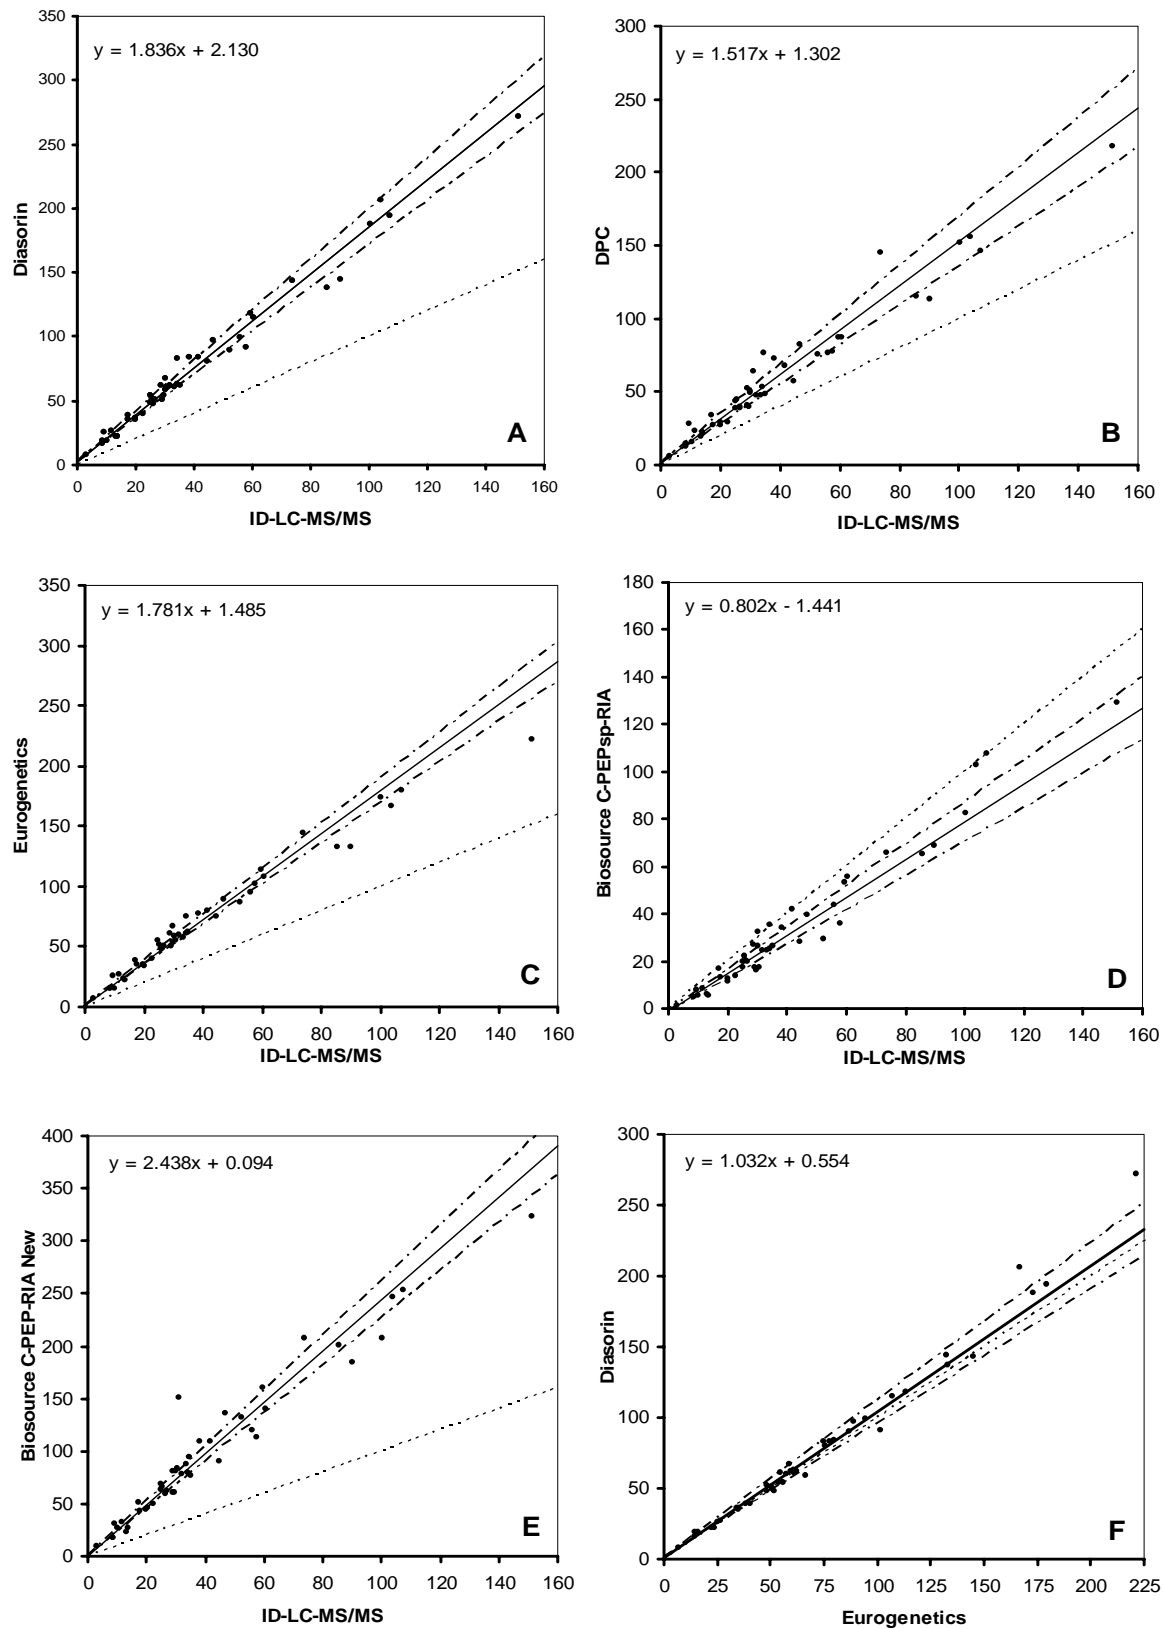 y = 1.836x + 2.130
350
300
250
200
150
100
50
0
Diasorin
A
0 20 40 60 80 100 120 140 160
ID-LC-MS/MS
y = 1.517x + 1.302
300
250
200
150
100
50
0
DPC
B
0 20 40 60 80 100 120 140 160
ID-LC-MS/MS
y = 1.781x + 1.485
350
300
250
200
150
100
50
0
Eurogenetics
C
0 20 40 60 80 100 120 140 160
ID-LC-MS/MS
y = 0.802x - 1.441
180
160
140
120
100
80
60
40
20
0
Biosource C-PEPsp-RIA
D
0 20 40 60 80 100 120 140 160
ID-LC-MS/MS
y = 2.438x + 0.094
400
350
300
250
200
150
100
50
0
Biosource C-PEP-RIA New
E
0 20 40 60 80 100 120 140 160
ID-LC-MS/MS
y = 1.032x + 0.554
300
250
200
150
100
50
0
Diasorin
F
0 25 50 75 100 125 150 175 200 225
Eurogenetics